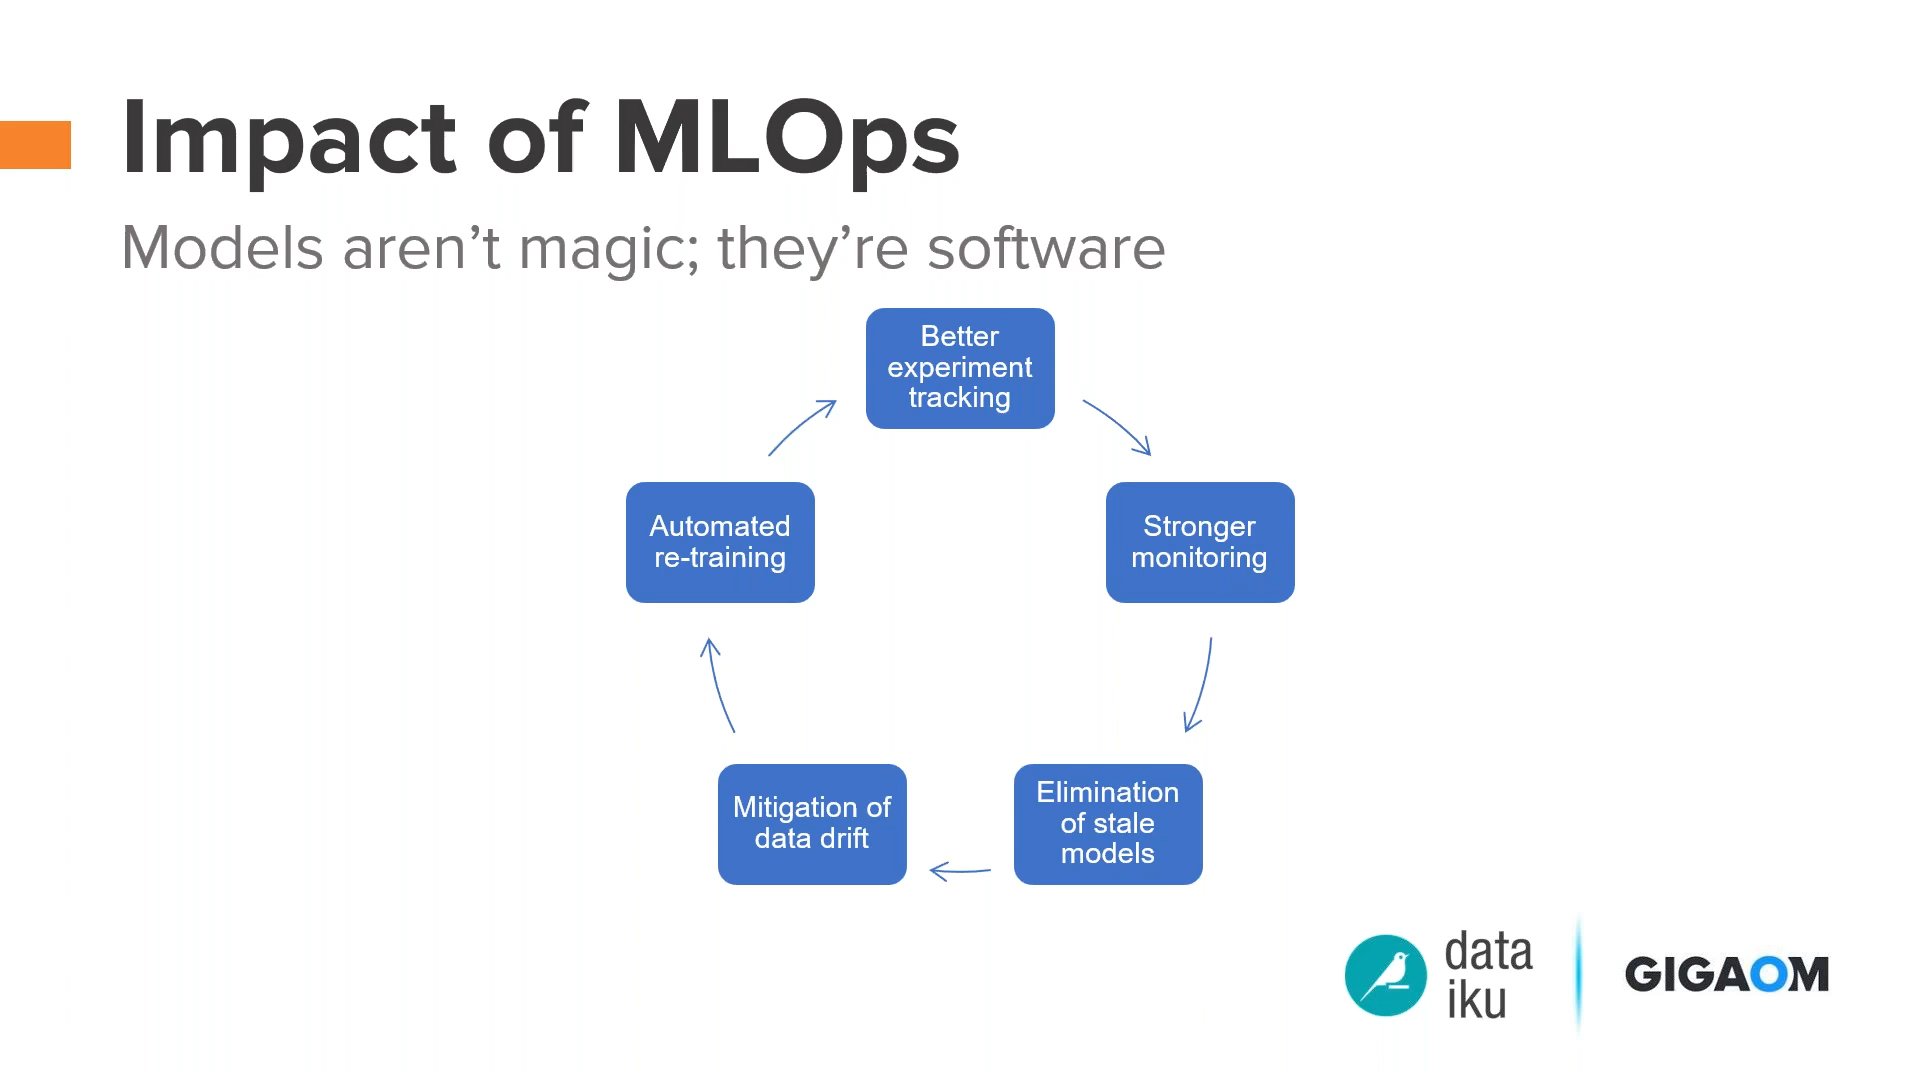 Impact of MLOps
Models aren’t magic; they’re software
Better
experiment
tracking
Stronger
monitoring
Elimination
of stale
models
Mitigation of
data drift
Automated
re-training
data
iku
GIGAOM